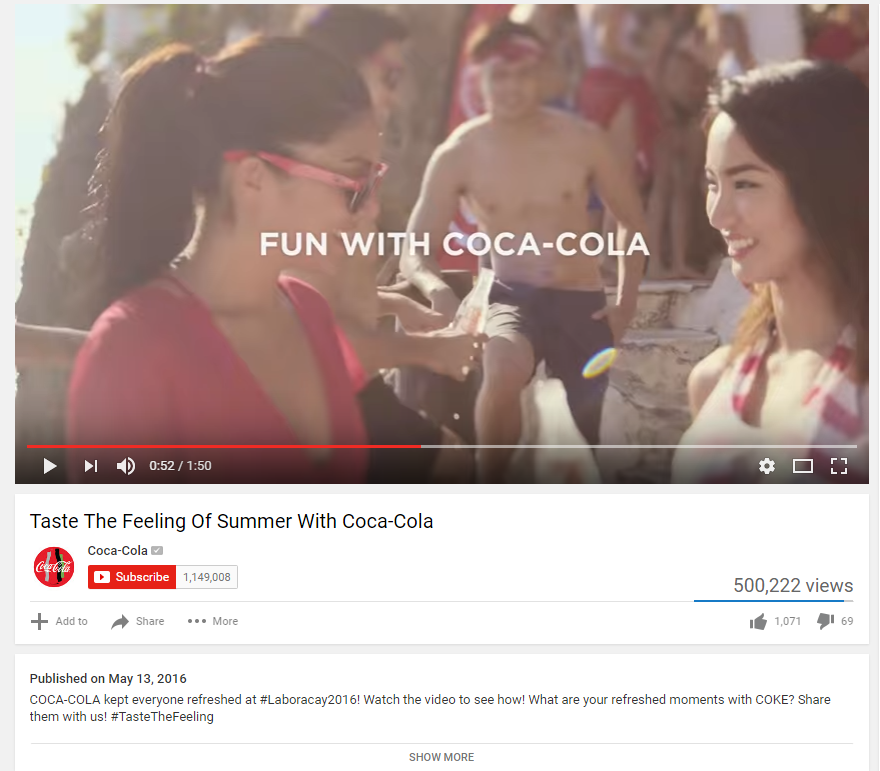 FUN WITH COCA-COLA
0:52 / 1:50
Taste The Feeling Of Summer With Coca-Cola
Coca-Cola
Coca-Cola
Subscribe 1,149,008
500,222 views
Add to Share More 1,071 69
Published on May 13, 2016
COCA-COLA kept everyone refreshed at #Laboracay2016! Watch the video to see how! What are your refreshed moments with COKE? Share
them with us! #TasteTheFeeling
SHOW MORE